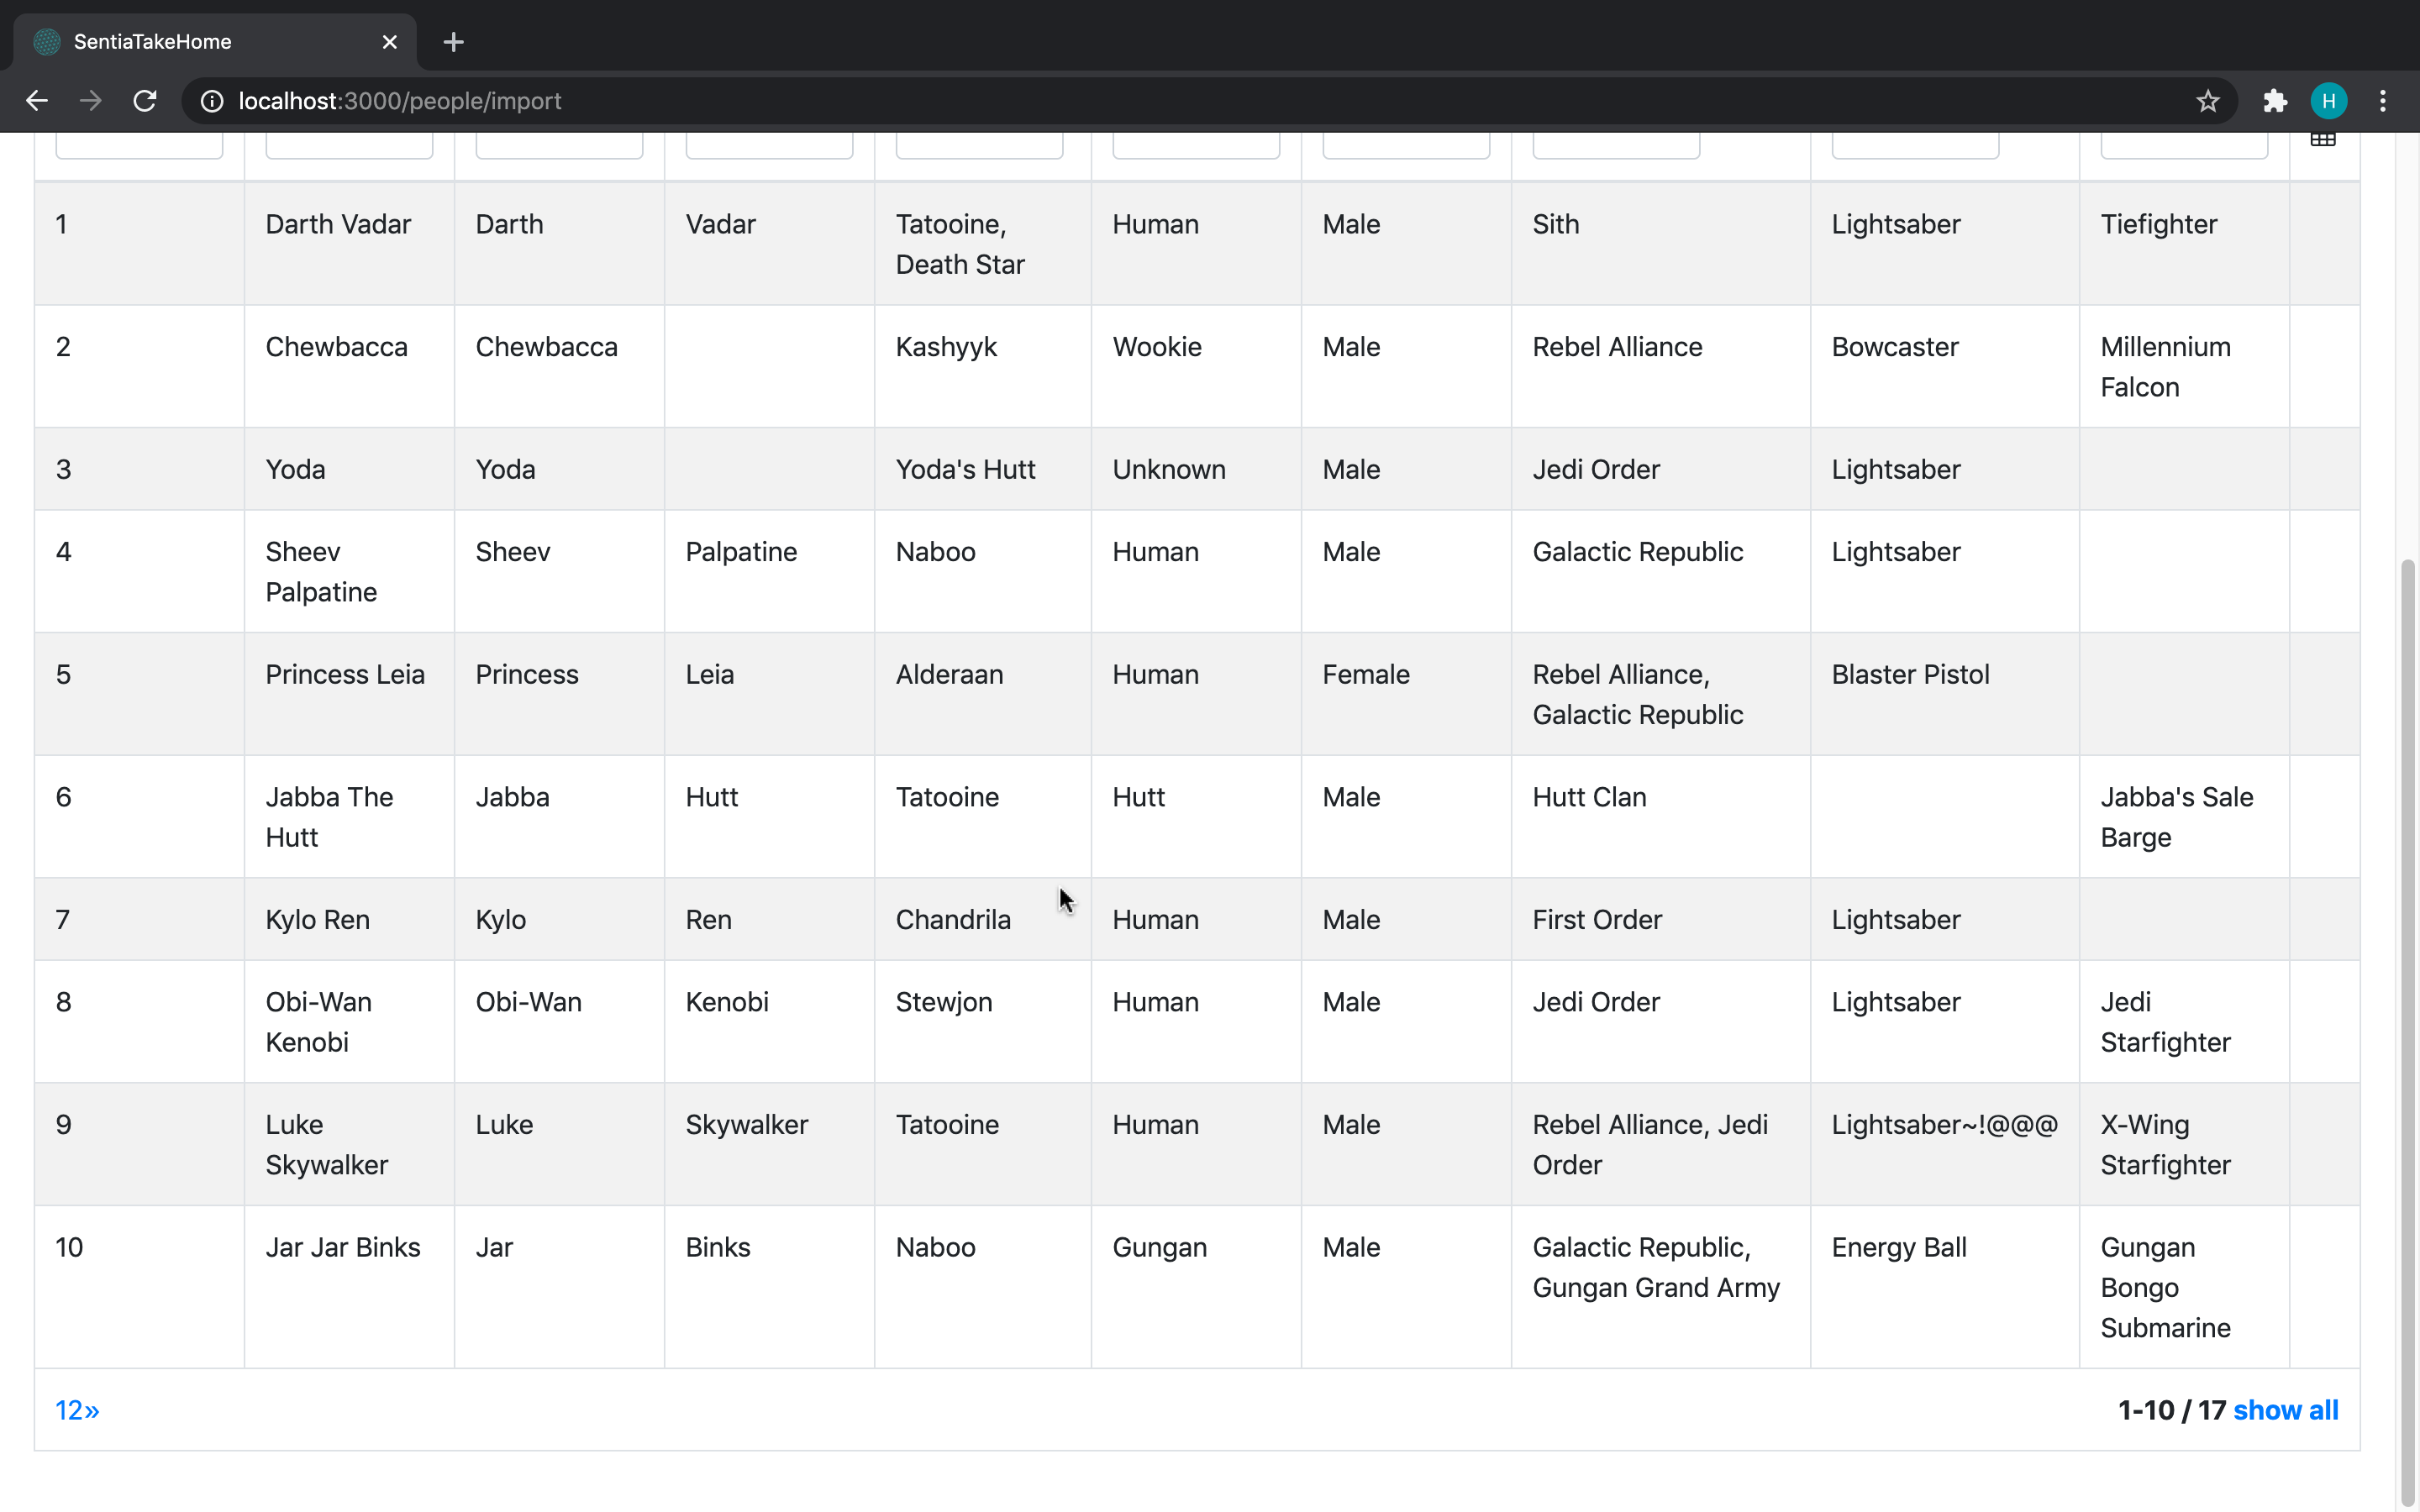 SentiaTakeHome
localhost:3000/people/import
H
1 Darth Vadar Darth Vadar Tatooine, Human Male Sith Lightsaber Tiefighter
Death Star
2 Chewbacca Chewbacca Kashyyk Wookie Male Rebel Alliance Bowcaster Millennium
Falcon
3 Yoda Yoda Yoda's Hutt Unknown Male Jedi Order Lightsaber
4 Sheev Sheev Palpatine Naboo Human Male Galactic Republic Lightsaber
Palpatine
5 Princess Leia Princess Leia Alderaan Human Female Rebel Alliance, Blaster Pistol
Galactic Republic
6 Jabba The Jabba Hutt Tatooine Hutt Male Hutt Clan Jabba's Sale
Hutt Barge
7 Kylo Ren Kylo Ren Chandrila Human Male First Order Lightsaber
8 Obi-Wan Obi-Wan Kenobi Stewjon Human Male Jedi Order Lightsaber Jedi
Kenobi Starfighter
9 Luke Luke Skywalker Tatooine Human Male Rebel Alliance, Jedi Lightsaber~!@@@ X-Wing
Skywalker Order Starfighter
10 Jar Jar Binks Jar Binks Naboo Gungan Male Galactic Republic, Energy Ball Gungan
Gungan Grand Army Bongo
Submarine
12» 1-10 / 17 show all